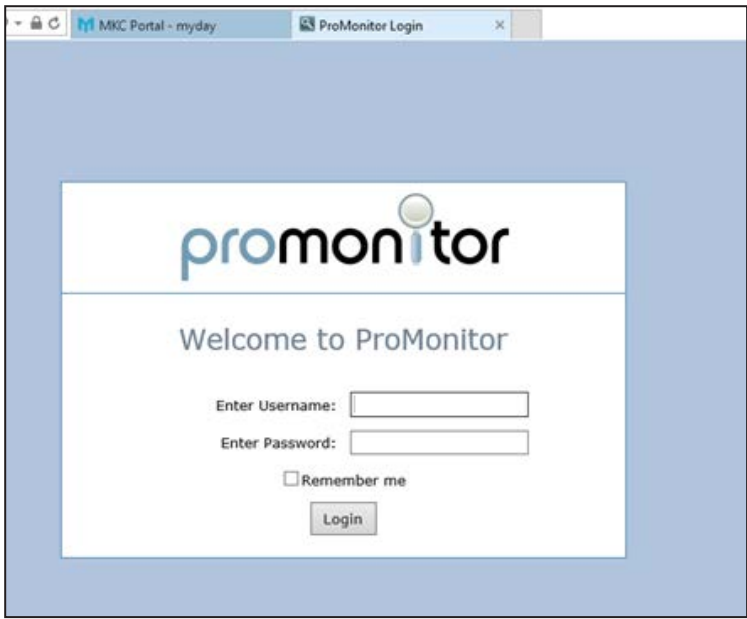 MKC Portal - myday
ProMonitor Login
promonitor
Welcome to ProMonitor
Enter Username:
Enter Password:
Remember me
Login